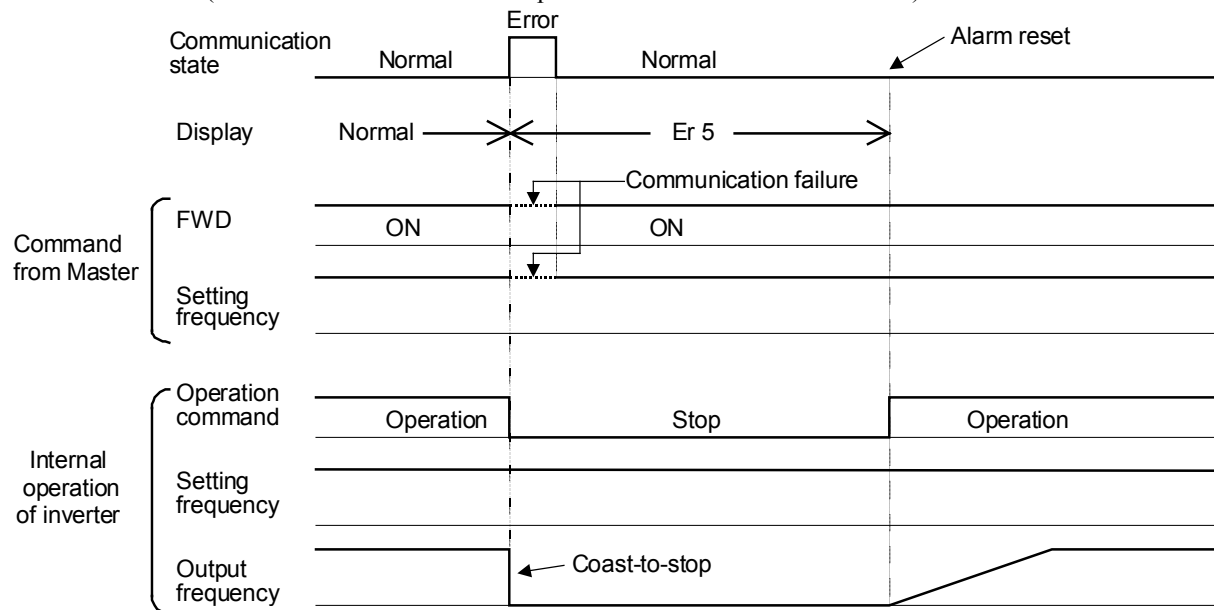 Error
Communication
state
Normal
Normal
Alarm reset
Display
Normal
Er 5
Communication failure
Command
from Master
FWD
ON
ON
Setting
frequency
Internal
operation
of inverter
Operation
command
Operation
Stop
Operation
Setting
frequency
Output
frequency
Coast-to-stop